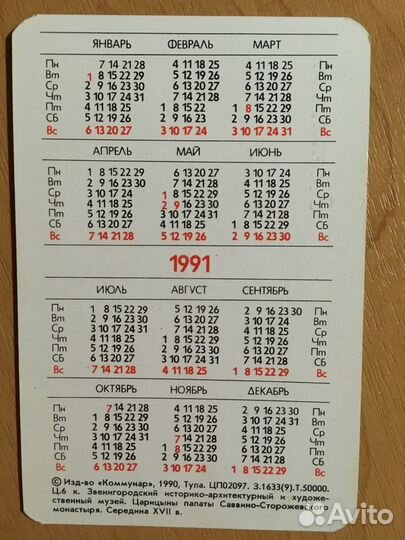 ЯНВАРЬ ФЕВРАЛЬ МАРТ
Пн 7 14 21 28 4 11 18 25 4 11 18 25 Пн
Вт 1 8 15 22 29 5 12 19 26 5 12 19 26 Вт
Ср 2 9 16 23 30 6 13 20 27 6 13 20 27 Ср
Чт 3 10 17 24 31 7 14 21 28 7 14 21 28 Чт
Пт 4 11 18 25 1 8 15 22 1 8 15 22 29 Пт
Сб 5 12 19 26 2 9 16 23 2 9 16 23 30 Сб
Вс 6 13 20 27 3 10 17 24 3 10 17 24 31 Вс
АПРЕЛЬ МАЙ ИЮНЬ
Пн 1 8 15 22 29 6 13 20 27 3 10 17 24 Пн
Вт 2 9 16 23 30 7 14 21 28 4 11 18 25 Вт
Ср 3 10 17 24 1 8 15 22 29 5 12 19 26 Ср
Чт 4 11 18 25 2 9 16 23 30 6 13 20 27 Чт
Пт 5 12 19 26 3 10 17 24 31 7 14 21 28 Пт
Сб 6 13 20 27 4 11 18 25 1 8 15 22 29 Сб
Вс 7 14 21 28 5 12 19 26 2 9 16 23 30 Вс
1991
ИЮЛЬ АВГУСТ СЕНТЯБРЬ
Пн 1 8 15 22 29 5 12 19 26 2 9 16 23 30 Пн
Вт 2 9 16 23 30 6 13 20 27 3 10 17 24 Вт
Ср 3 10 17 24 31 7 14 21 28 4 11 18 25 Ср
Чт 4 11 18 25 1 8 15 22 29 5 12 19 26 Чт
Пт 5 12 19 26 2 9 16 23 30 6 13 20 27 Пт
Сб 6 13 20 27 3 10 17 24 31 7 14 21 28 Сб
Вс 7 14 21 28 4 11 18 25 1 8 15 22 29 Вс
ОКТЯБРЬ НОЯБРЬ ДЕКАБРЬ
Пн 7 14 21 28 4 11 18 25 2 9 16 23 30 Пн
Вт 1 8 15 22 29 5 12 19 26 3 10 17 24 31 Вт
Ср 2 9 16 23 30 6 13 20 27 4 11 18 25 Ср
Чт 3 10 17 24 31 7 14 21 28 5 12 19 26 Чт
Пт 4 11 18 25 1 8 15 22 29 6 13 20 27 Пт
Сб 5 12 19 26 2 9 16 23 30 7 14 21 28 Сб
Вс 6 13 20 27 3 10 17 24 1 8 15 22 29 Вс
© Изд-во «Коммунар», 1990, Тула. ЦП02097. З.1633(9).Т.50000.
Ц.6 к. Звенигородский историко-архитектурный и художе-
ственный музей. Царицыны палаты Саввино-Сторожевского
монастыря. Середина XVII в.
Avito